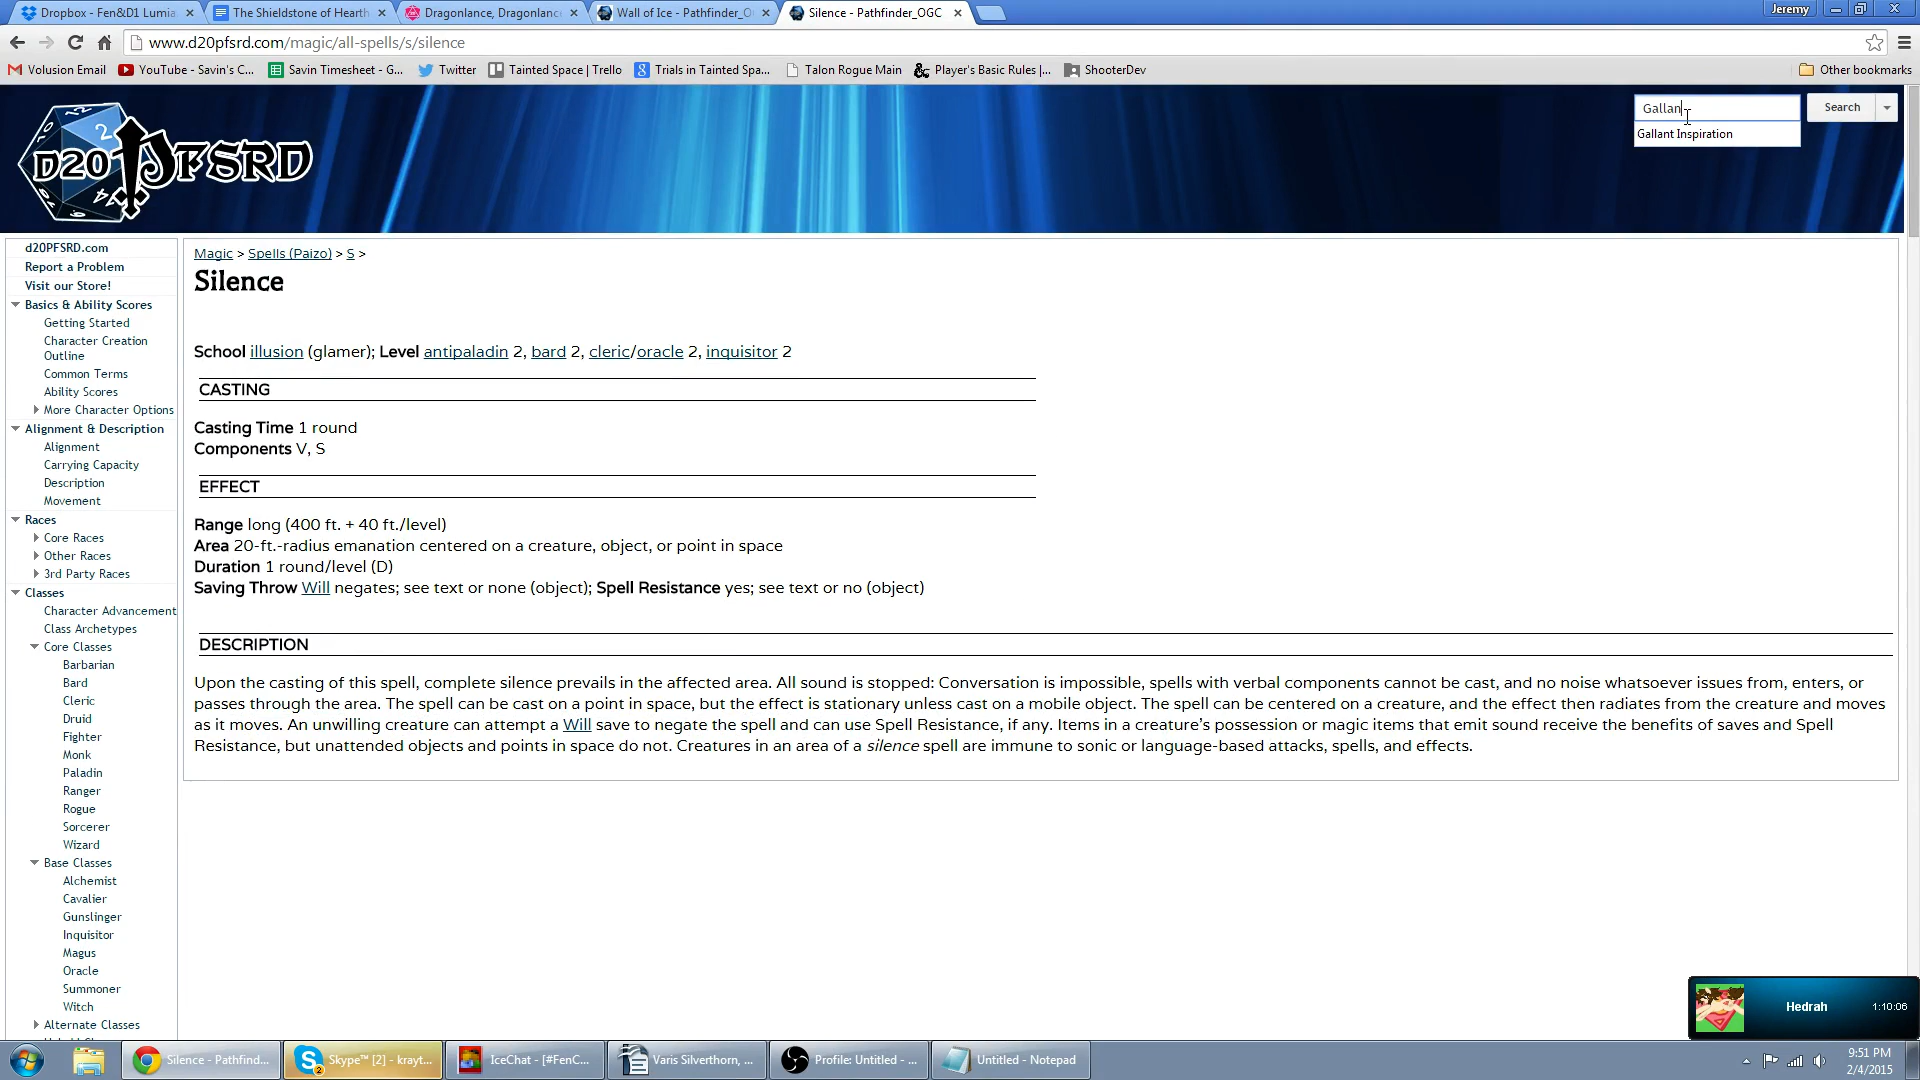 Dropbox - Fen&D1 Lumia
The Shieldstone of Hearth
Dragonlance, Dragonlanc
Wall of Ice - Pathfinder_O
Silence - Pathfinder_OGC
Jeremy
www.d20pfsrd.com/magic/all-spells/s/silence
Volusion Email
YouTube - Savin's C...
Savin Timesheet - G...
Twitter
Tainted Space | Trello
Trials in Tainted Spa...
Talon Rogue Main
Player's Basic Rules |...
ShooterDev
Other bookmarks
D20PFSRD
Gallan
Search
Gallant Inspiration
d20PFSRD.com
Report a Problem
Visit our Store!
Basics & Ability Scores
Getting Started
Character Creation
Outline
Common Terms
Ability Scores
More Character Options
Alignment & Description
Alignment
Carrying Capacity
Description
Movement
Races
Core Races
Other Races
3rd Party Races
Classes
Character Advancement
Class Archetypes
Core Classes
Barbarian
Bard
Cleric
Druid
Fighter
Monk
Paladin
Ranger
Rogue
Sorcerer
Wizard
Base Classes
Alchemist
Cavalier
Gunslinger
Inquisitor
Magus
Oracle
Summoner
Witch
Alternate Classes
Magic > Spells (Paizo) > S >
Silence
School illusion (glamer); Level antipaladin 2, bard 2, cleric/oracle 2, inquisitor 2
CASTING
Casting Time 1 round
Components V, S
EFFECT
Range long (400 ft. + 40 ft./level)
Area 20-ft.-radius emanation centered on a creature, object, or point in space
Duration 1 round/level (D)
Saving Throw Will negates; see text or none (object); Spell Resistance yes; see text or no (object)
DESCRIPTION
Upon the casting of this spell, complete silence prevails in the affected area. All sound is stopped: Conversation is impossible, spells with verbal components cannot be cast, and no noise whatsoever issues from, enters, or
passes through the area. The spell can be cast on a point in space, but the effect is stationary unless cast on a mobile object. The spell can be centered on a creature, and the effect then radiates from the creature and moves
as it moves. An unwilling creature can attempt a Will save to negate the spell and can use Spell Resistance, if any. Items in a creature's possession or magic items that emit sound receive the benefits of saves and Spell
Resistance, but unattended objects and points in space do not. Creatures in an area of a silence spell are immune to sonic or language-based attacks, spells, and effects.
Hedrah
1:10:06
Silence - Pathfind...
Skype™ [2] - krayt...
IceChat - [#FenC...
Varis Silverthorn, ...
Profile: Untitled - ...
Untitled - Notepad
9:51 PM
2/4/2015